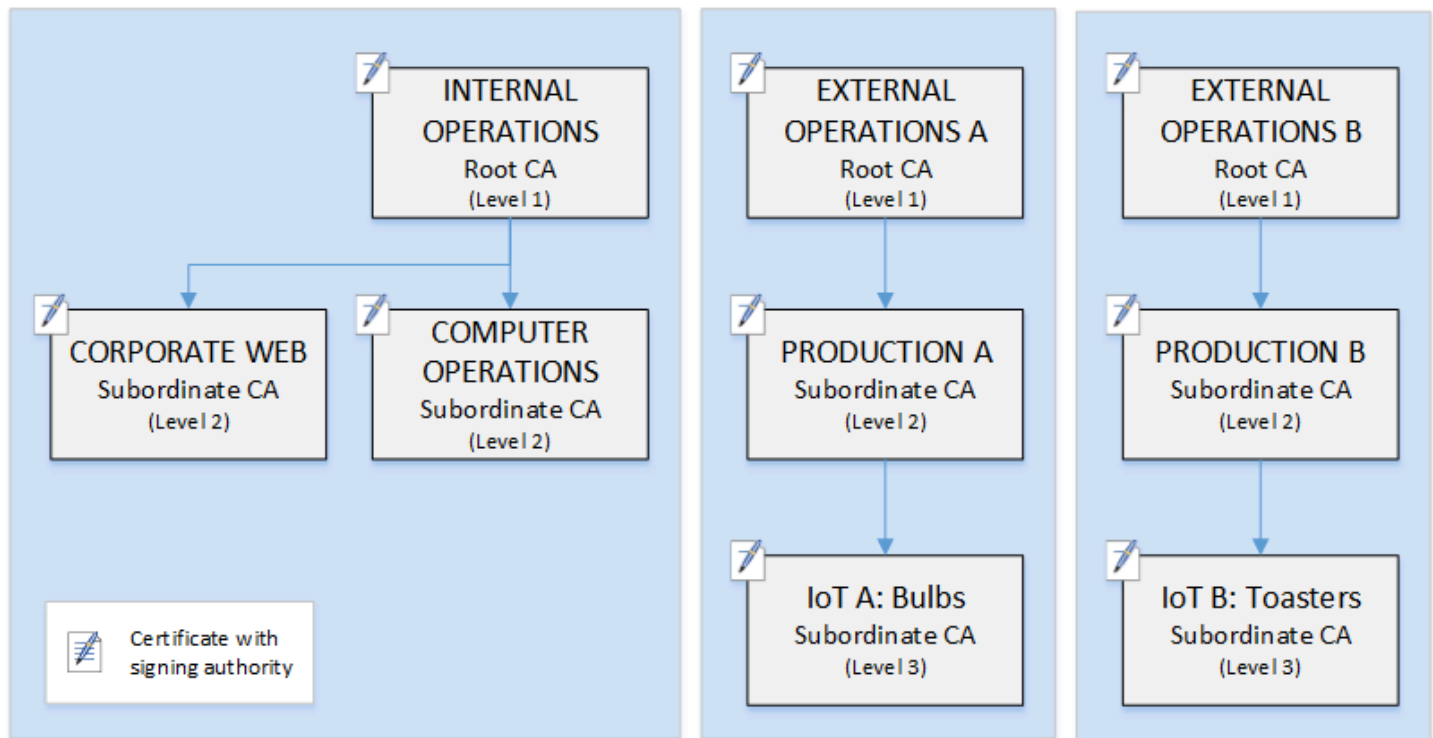 INTERNAL
OPERATIONS
Root CA
(Level 1)
EXTERNAL
OPERATIONS A
Root CA
(Level 1)
EXTERNAL
OPERATIONS B
Root CA
(Level 1)
CORPORATE WEB
Subordinate CA
(Level 2)
COMPUTER
OPERATIONS
Subordinate CA
(Level 2)
PRODUCTION A
Subordinate CA
(Level 2)
PRODUCTION B
Subordinate CA
(Level 2)
IoT A: Bulbs
Subordinate CA
(Level 3)
IoT B: Toasters
Subordinate CA
(Level 3)
Certificate with
signing authority